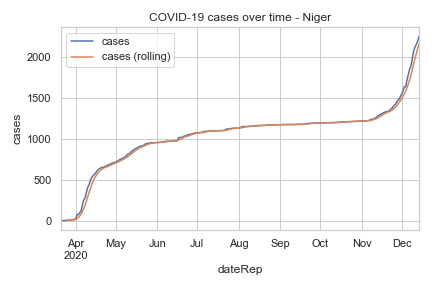 COVID-19 cases over time - Niger
cases
cases (rolling)
cases
2000
1500
1000
500
0
Apr May Jun Jul Aug Sep Oct Nov Dec
2020
dateRep